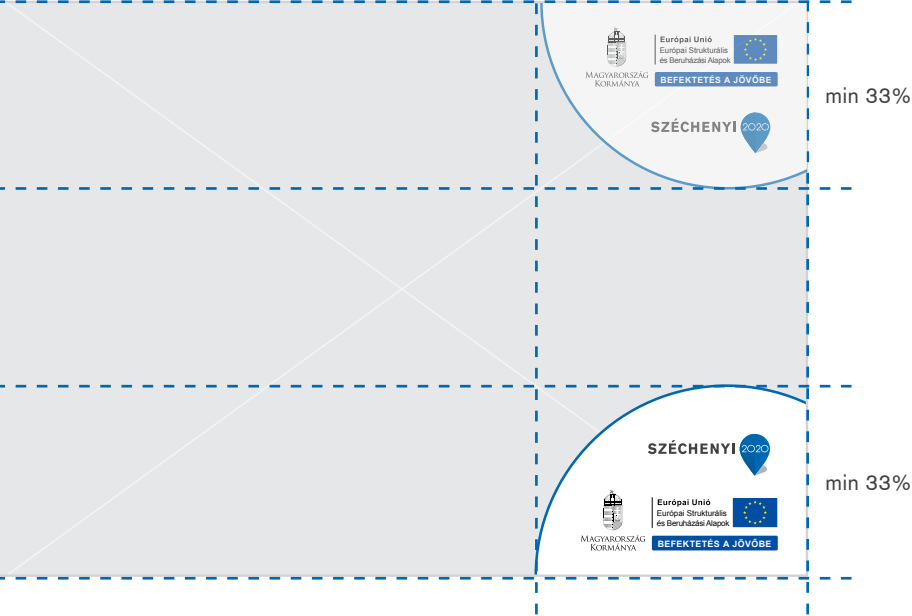 Európai Unió
Európai Strukturális
és Beruházási Alapok
MAGYARORSZÁG
KORMÁNYA
BEFEKTETÉS A JÖVŐBE
min 33%
SZÉCHENYI 2020
SZÉCHENYI 2020
min 33%
Európai Unió
Európai Strukturális
és Beruházási Alapok
MAGYARORSZÁG
KORMÁNYA
BEFEKTETÉS A JÖVŐBE